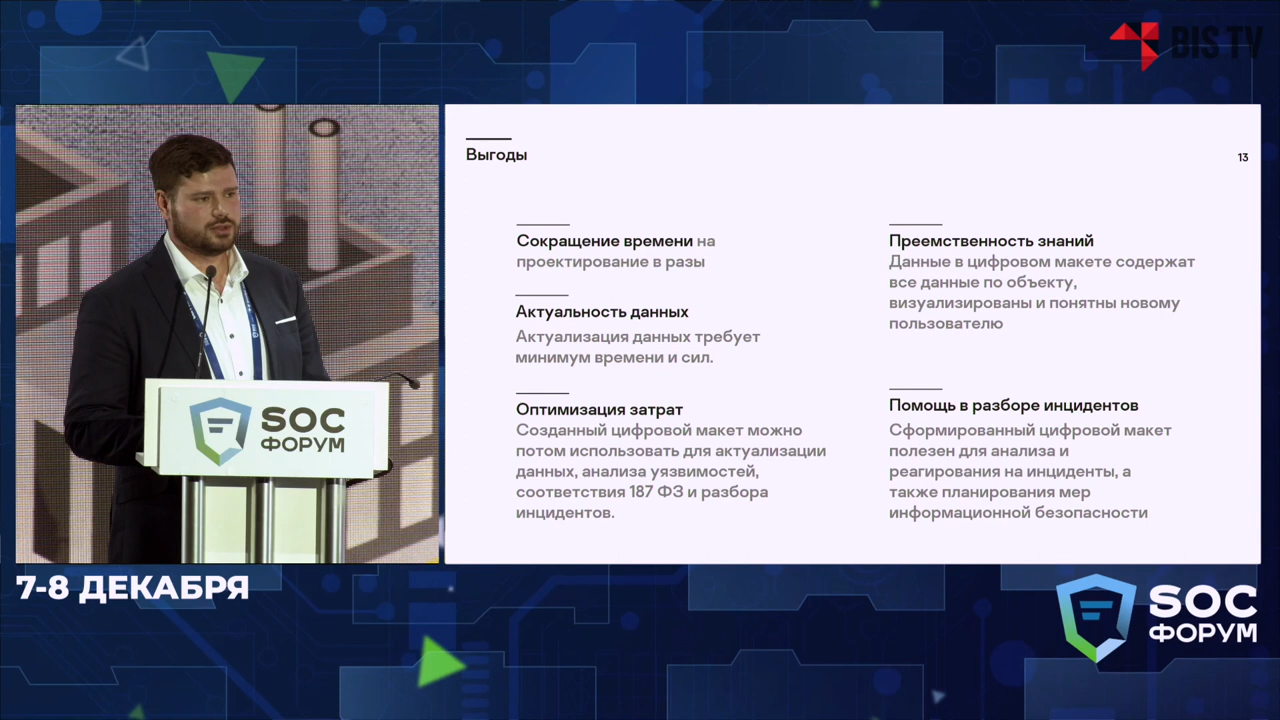 BIS TV
Выгоды
13
Сокращение времени на
проектирование в разы
Актуальность данных
Актуализация данных требует
минимум времени и сил.
Оптимизация затрат
Созданный цифровой макет можно
потом использовать для актуализации
данных, анализа уязвимостей,
соответствия 187 ФЗ и разбора
инцидентов.
Преемственность знаний
Данные в цифровом макете содержат
все данные по объекту,
визуализированы и понятны новому
пользователю
Помощь в разборе инцидентов
Сформированный цифровой макет
полезен для анализа и
реагирования на инциденты, а
также планирования мер
информационной безопасности
SOC
ФОРУМ
7-8 ДЕКАБРЯ
SOC
ФОРУМ